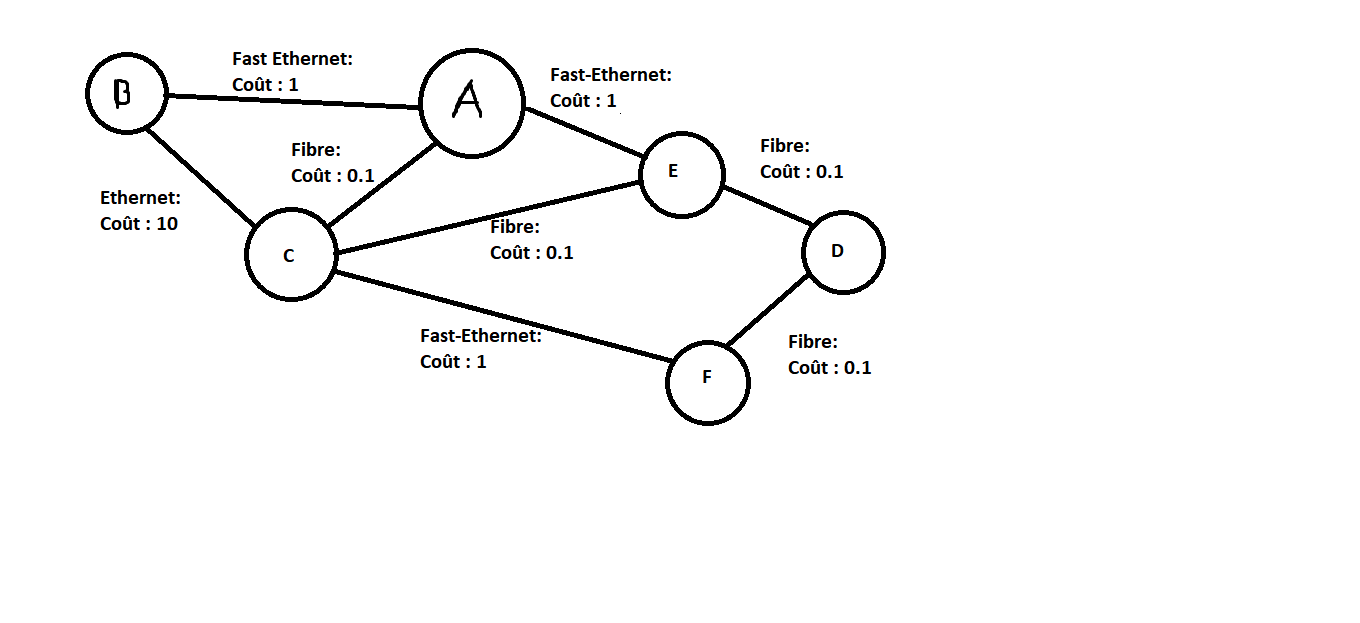 Fast Ethernet:
Coût : 1
B
A
Fast-Ethernet:
Coût : 1
Fibre:
Coût : 0.1
Fibre:
Coût : 0.1
E
Ethernet:
Coût : 10
Fibre:
Coût : 0.1
C
D
Fast-Ethernet:
Coût : 1
Fibre:
Coût : 0.1
F